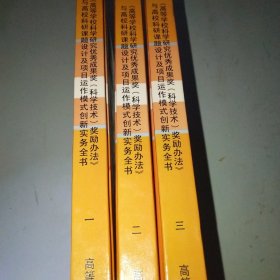 《高等学校科学研究优秀成果奖（科学技术）奖励办法》
与高校科研课题设计及项目运作模式创新实务全书
一
高等
《高等学校科学研究优秀成果奖（科学技术）奖励办法》
与高校科研课题设计及项目运作模式创新实务全书
二
高等
《高等学校科学研究优秀成果奖（科学技术）奖励办法》
与高校科研课题设计及项目运作模式创新实务全书
三
高等